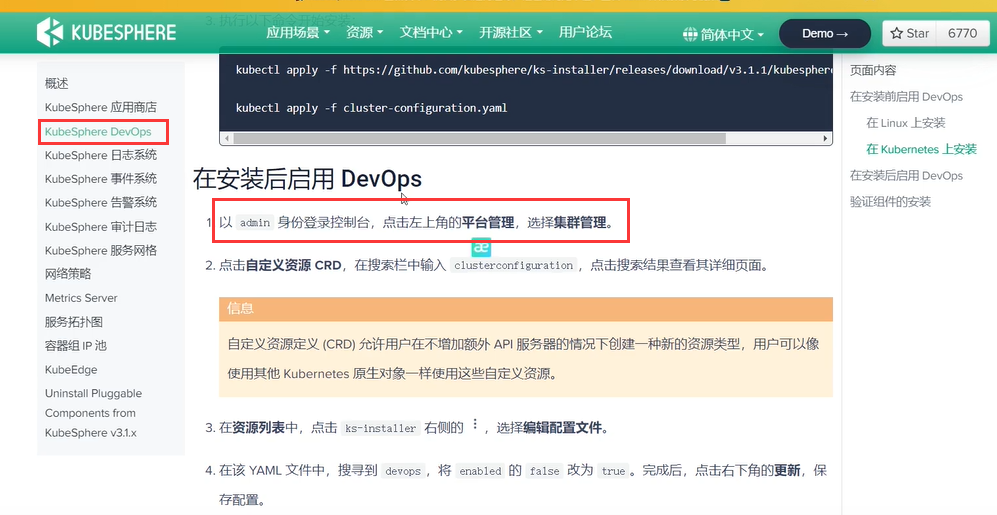 3. 执行以下命令开始安装
KUBESPHERE
应用场景 资源 文档中心 开源社区 用户论坛
简体中文
Demo →
Star 6770
概述
KubeSphere 应用商店
KubeSphere DevOps
KubeSphere 日志系统
KubeSphere 事件系统
KubeSphere 告警系统
KubeSphere 审计日志
KubeSphere 服务网格
网络策略
Metrics Server
服务拓扑图
容器组 IP 池
KubeEdge
Uninstall Pluggable
Components from
KubeSphere v3.1.x
kubectl apply -f https://github.com/kubesphere/ks-installer/releases/download/v3.1.1/kubesphere
kubectl apply -f cluster-configuration.yaml
在安装后启用 DevOps
1. 以 admin 身份登录控制台，点击左上角的平台管理，选择集群管理。
2. 点击自定义资源 CRD，在搜索栏中输入 clusterconfiguration，点击搜索结果查看其详细页面。
信息
自定义资源定义 (CRD) 允许用户在不增加额外 API 服务器的情况下创建一种新的资源类型，用户可以像
使用其他 Kubernetes 原生对象一样使用这些自定义资源。
3. 在资源列表中，点击 ks-installer 右侧的 ⋮，选择编辑配置文件。
4. 在该 YAML 文件中，搜寻到 devops，将 enabled 的 false 改为 true。完成后，点击右下角的更新，保
存配置。
页面内容
在安装前启用 DevOps
在 Linux 上安装
在 Kubernetes 上安装
在安装后启用 DevOps
验证组件的安装